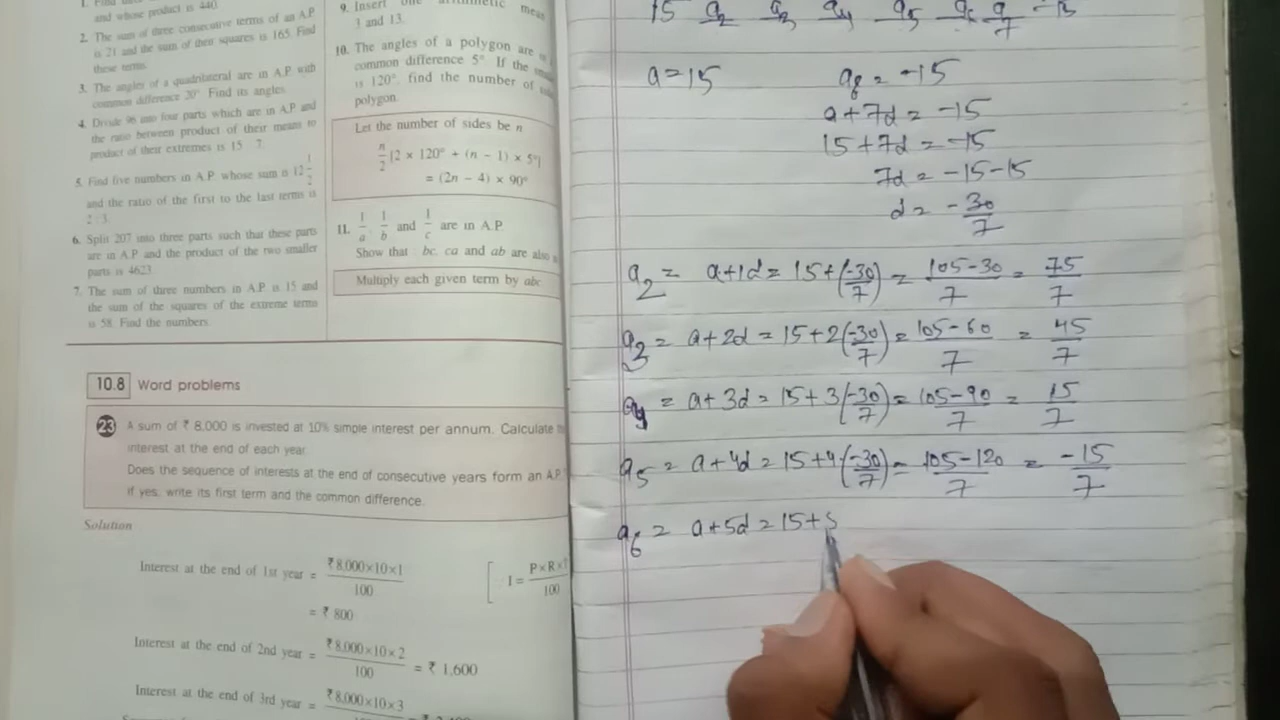 and whose product is 440.
2. The sum of three consecutive terms of an A.P.
is 21 and the sum of their squares is 165. Find
these terms.
3. The angles of a quadrilateral are in A.P. with
common difference 20°. Find its angles.
4. Divide 96 into four parts which are in A.P. and
the ratio between product of their means to
product of their extremes is 15 : 7.
5. Find five numbers in A.P. whose sum is 12 1/2
and the ratio of the first to the last terms is
2 : 3.
6. Split 207 into three parts such that these parts
are in A.P. and the product of the two smaller
parts is 4623.
7. The sum of three numbers in A.P. is 15 and
the sum of the squares of the extreme terms
is 58. Find the numbers.
9. Insert one arithmetic mean
1 and 13.
10. The angles of a polygon are
common difference 5°. If the
is 120°, find the number of
polygon.
Let the number of sides be n
n/2 [2 × 120° + (n − 1) × 5°]
= (2n − 4) × 90°
11. 1/a, 1/b and 1/c are in A.P.
Show that : bc, ca and ab are also
Multiply each given term by abc
10.8 Word problems
23 A sum of ₹ 8,000 is invested at 10% simple interest per annum. Calculate
interest at the end of each year.
Does the sequence of interests at the end of consecutive years form an A.P.
If yes; write its first term and the common difference.
Solution
Interest at the end of 1st year = ₹8,000×10×1/100 [ I = P×R×T/100
= ₹ 800
Interest at the end of 2nd year = ₹8,000×10×2/100 = ₹ 1,600
Interest at the end of 3rd year = ₹8,000×10×3
15 a2 a3 a4 a5 a6 a7 -15
a=15 a8 = -15
a+7d = -15
15+7d = -15
7d = -15-15
d = -30/7
a2 = a+1d = 15+(-30/7) = 105-30/7 = 75/7
a3 = a+2d = 15+2(-30/7) = 105-60/7 = 45/7
a4 = a+3d = 15+3(-30/7) = 105-90/7 = 15/7
a5 = a+4d = 15+4(-30/7) = 105-120/7 = -15/7
a6 = a+5d = 15+5